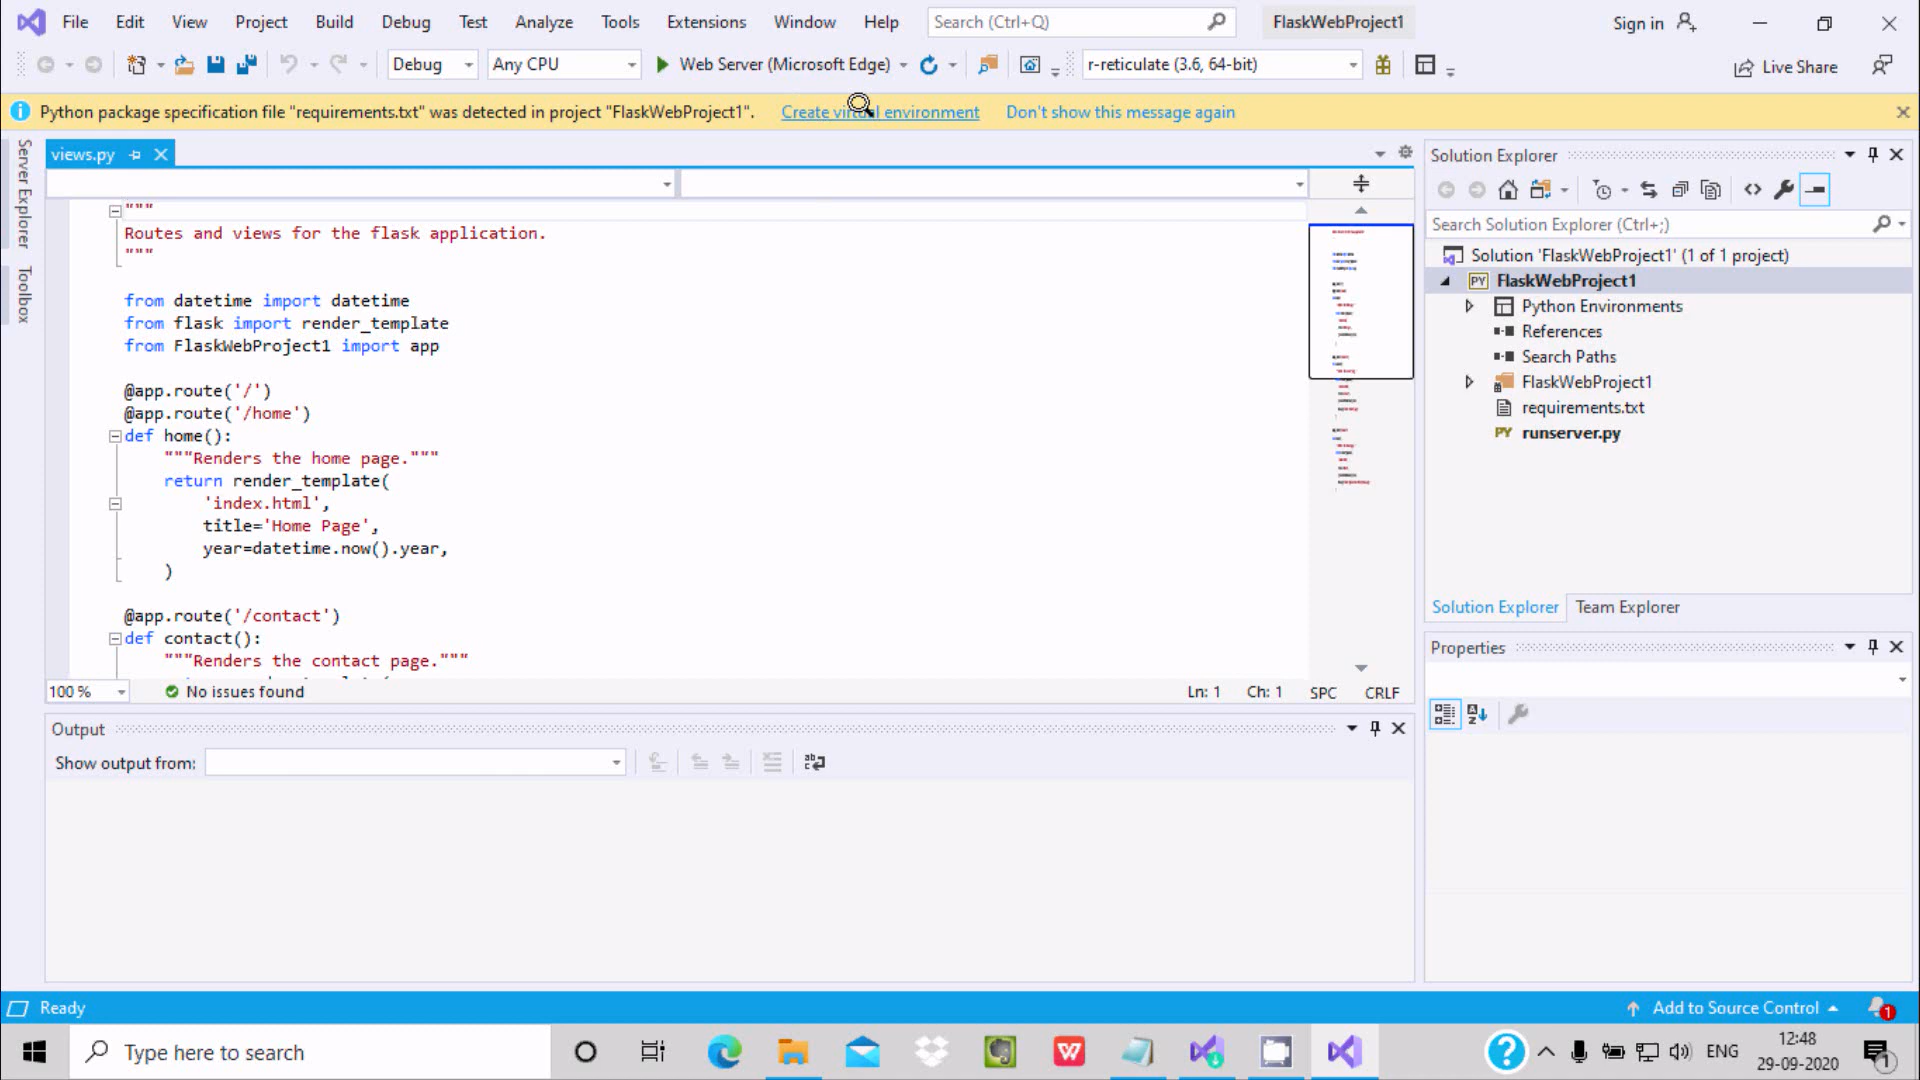 File Edit View Project Build Debug Test Analyze Tools Extensions Window Help Search (Ctrl+Q) FlaskWebProject1 Sign in
Debug Any CPU Web Server (Microsoft Edge) r-reticulate (3.6, 64-bit) Live Share
Python package specification file "requirements.txt" was detected in project "FlaskWebProject1". Create virtual environment Don't show this message again
Server Explorer
Toolbox
views.py
"""
Routes and views for the flask application.
"""
from datetime import datetime
from flask import render_template
from FlaskWebProject1 import app
@app.route('/')
@app.route('/home')
def home():
"""Renders the home page."""
return render_template(
'index.html',
title='Home Page',
year=datetime.now().year,
)
@app.route('/contact')
def contact():
"""Renders the contact page."""
100 % No issues found Ln: 1 Ch: 1 SPC CRLF
Output
Show output from:
Solution Explorer
Search Solution Explorer (Ctrl+;)
Solution 'FlaskWebProject1' (1 of 1 project)
PY FlaskWebProject1
Python Environments
References
Search Paths
FlaskWebProject1
requirements.txt
PY runserver.py
Solution Explorer Team Explorer
Properties
Ready Add to Source Control 1
Type here to search ENG 12:48
29-09-2020 1